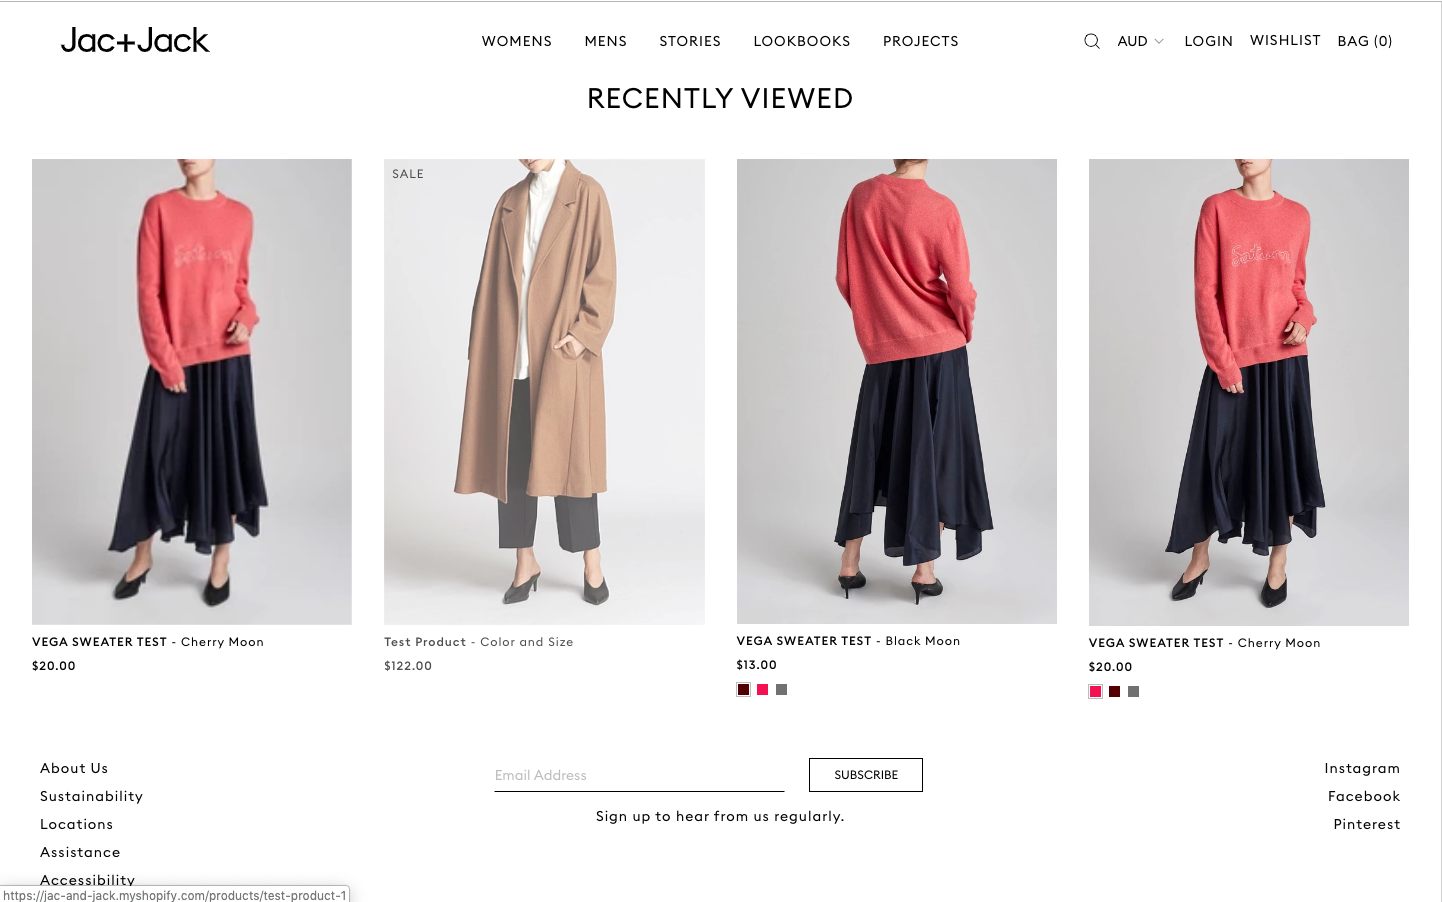 Jac+Jack
WOMENS MENS STORIES LOOKBOOKS PROJECTS
AUD LOGIN WISHLIST BAG (0)
RECENTLY VIEWED
Saturn
SALE
Saturn
VEGA SWEATER TEST - Cherry Moon
$20.00
Test Product - Color and Size
$122.00
VEGA SWEATER TEST - Black Moon
$13.00
VEGA SWEATER TEST - Cherry Moon
$20.00
About Us
Sustainability
Locations
Assistance
Accessibility
Email Address
SUBSCRIBE
Sign up to hear from us regularly.
Instagram
Facebook
Pinterest
https://jac-and-jack.myshopify.com/products/test-product-1